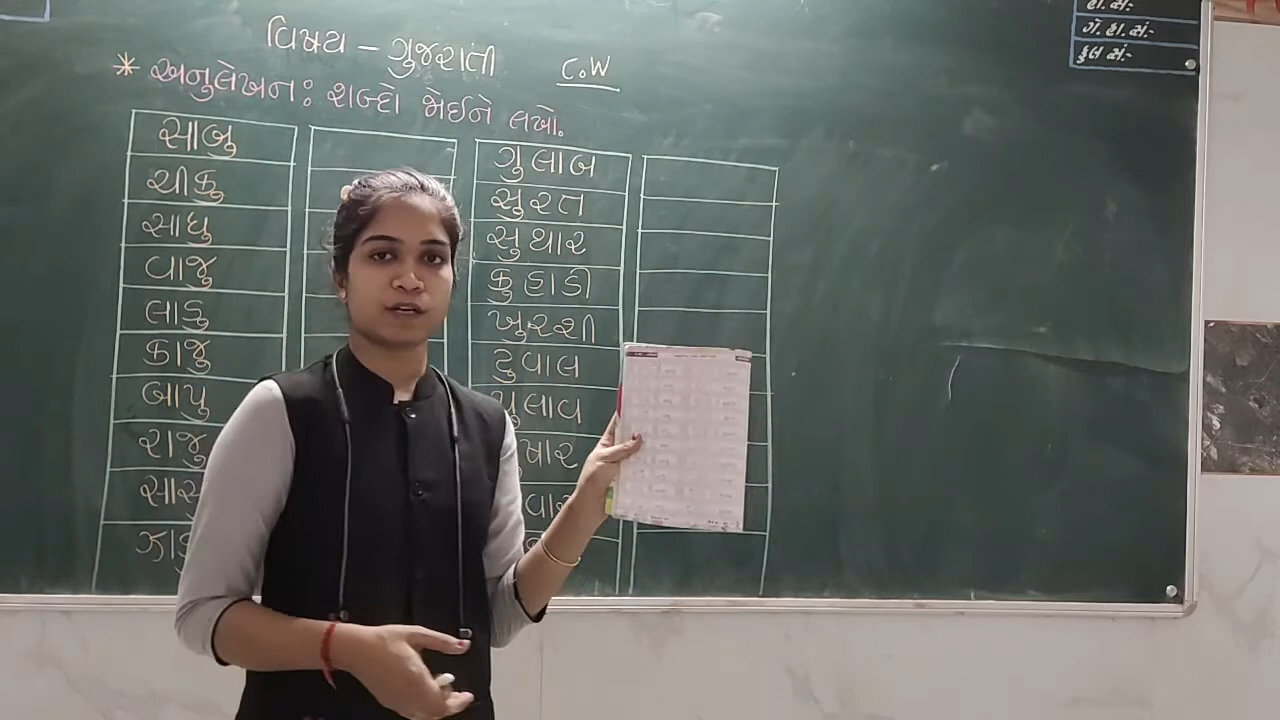 વિષય – ગુજરાતી
C.W
* અનુલેખન : શબ્દો જોઈને લખો.
સાબુ
ચીકુ
સાધુ
વાજુ
લાડુ
કાજુ
બાપુ
રાજુ
ગુલાબ
સુરત
સુથાર
કુહાડી
ખુરશી
ટુવાલ
હા.સં:-
ગે.હા.સં:-
કુલ સં:-